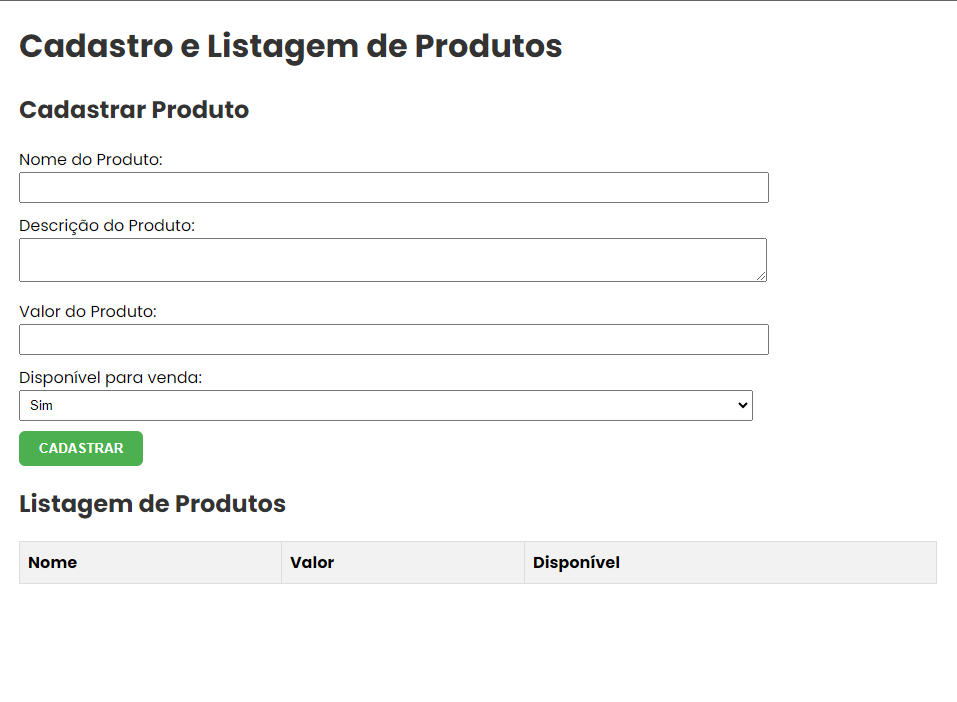 Cadastro e Listagem de Produtos
Cadastrar Produto
Nome do Produto:
Descrição do Produto:
Valor do Produto:
Disponível para venda:
Sim
CADASTRAR
Listagem de Produtos
Nome Valor Disponível